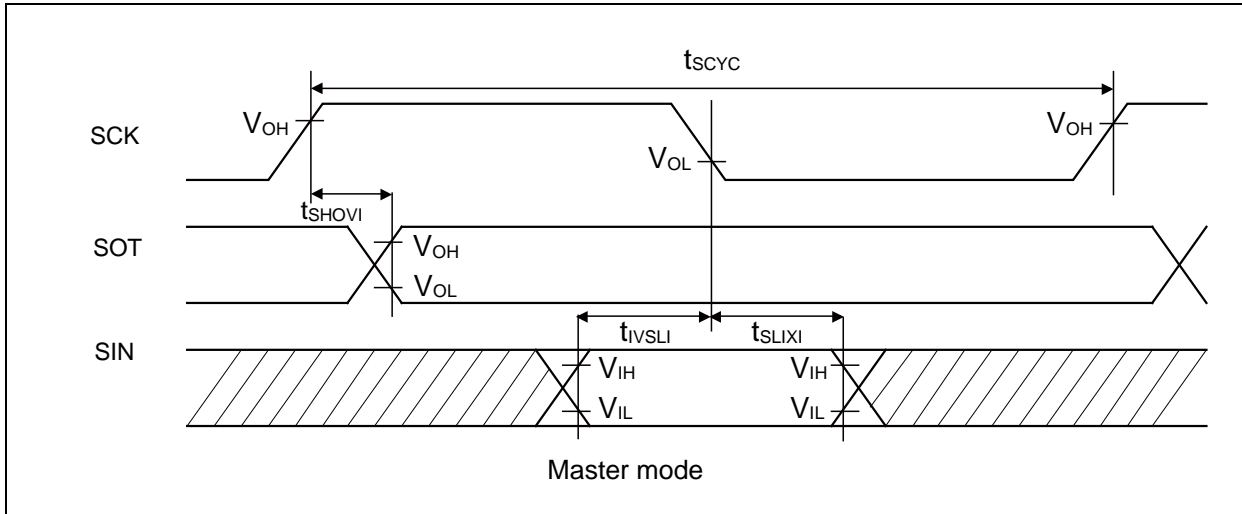 tSCYC
SCK
VOH
VOH
VOL
tSHOVI
SOT
VOH
VOL
tIVSLI
tSLIXI
SIN
VIH
VIH
VIL
VIL
Master mode